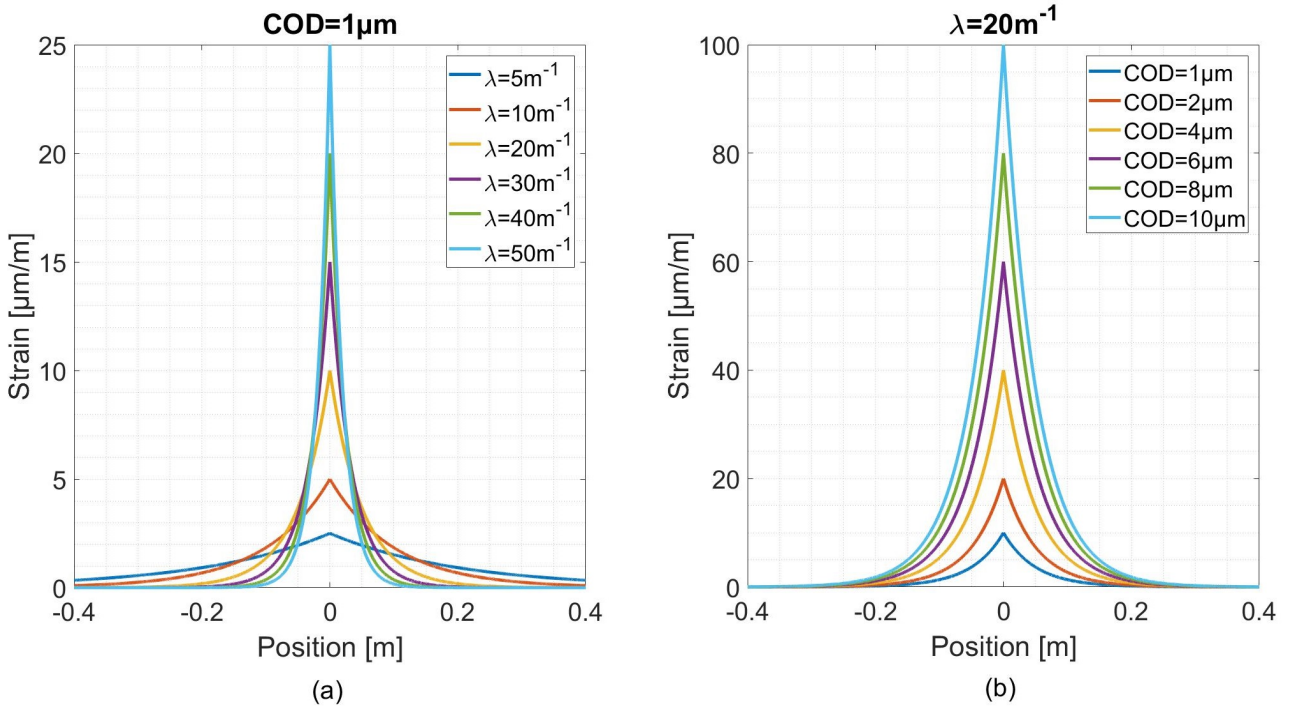 COD=1µm
25
20
15
10
5
0
-0.4
-0.2
0
0.2
0.4
Strain [µm/m]
Position [m]
λ=5m⁻¹
λ=10m⁻¹
λ=20m⁻¹
λ=30m⁻¹
λ=40m⁻¹
λ=50m⁻¹
(a)
λ=20m⁻¹
100
80
60
40
20
0
-0.4
-0.2
0
0.2
0.4
Strain [µm/m]
Position [m]
COD=1µm
COD=2µm
COD=4µm
COD=6µm
COD=8µm
COD=10µm
(b)